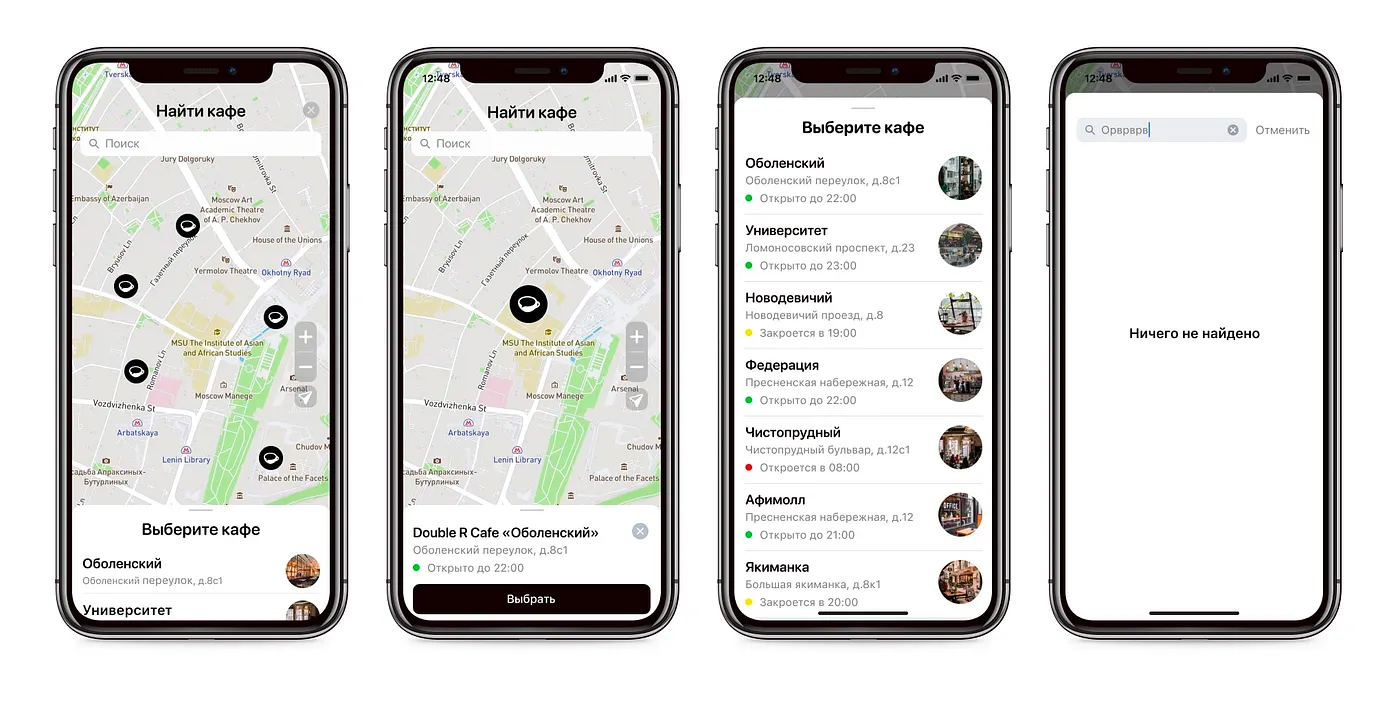 Tverska
Найти кафе
Поиск
Jury Dolgoruky
Embassy of Azerbaijan
Moscow Art
Academic Theatre
of A. P. Chekhov
House of the Unions
Bryusov Ln
Газетный переулок
Yermolov Theatre
Okhotny Ryad
MSU The Institute of Asian
and African Studies
Romanov Ln
Moscow Manege
Arsenal
Vozdvizhenka St
Arbatskaya
Lenin Library
Chudov M
садьба Апраксиных-
Бутурлиных
Palace of the Facets
Выберите кафе
Оболенский
Оболенский переулок, д.8с1
Университет
12:48
Tverska
Найти кафе
Поиск
Jury Dolgoruky
Embassy of Azerbaijan
Moscow Art
Academic Theatre
of A. P. Chekhov
House of the Unions
Bryusov Ln
Газетный переулок
Yermolov Theatre
Okhotny Ryad
MSU The Institute of Asian
and African Studies
Romanov Ln
Moscow Manege
Arsenal
Vozdvizhenka St
Arbatskaya
Lenin Library
Chudov M
садьба Апраксиных-
Бутурлиных
Palace of the Facets
Double R Cafe «Оболенский»
Оболенский переулок, д.8с1
Открыто до 22:00
Выбрать
12:48
Выберите кафе
Оболенский
Оболенский переулок, д.8с1
Открыто до 22:00
Университет
Ломоносовский проспект, д.23
Открыто до 23:00
Новодевичий
Новодевичий проезд, д.8
Закроется в 19:00
Федерация
Пресненская набережная, д.12
Открыто до 22:00
Чистопрудный
Чистопрудный бульвар, д.12с1
Откроется в 08:00
Афимолл
Пресненская набережная, д.12
Открыто до 21:00
Якиманка
Большая якиманка, д.8к1
Закроется в 20:00
12:48
Орврврв
Отменить
Ничего не найдено